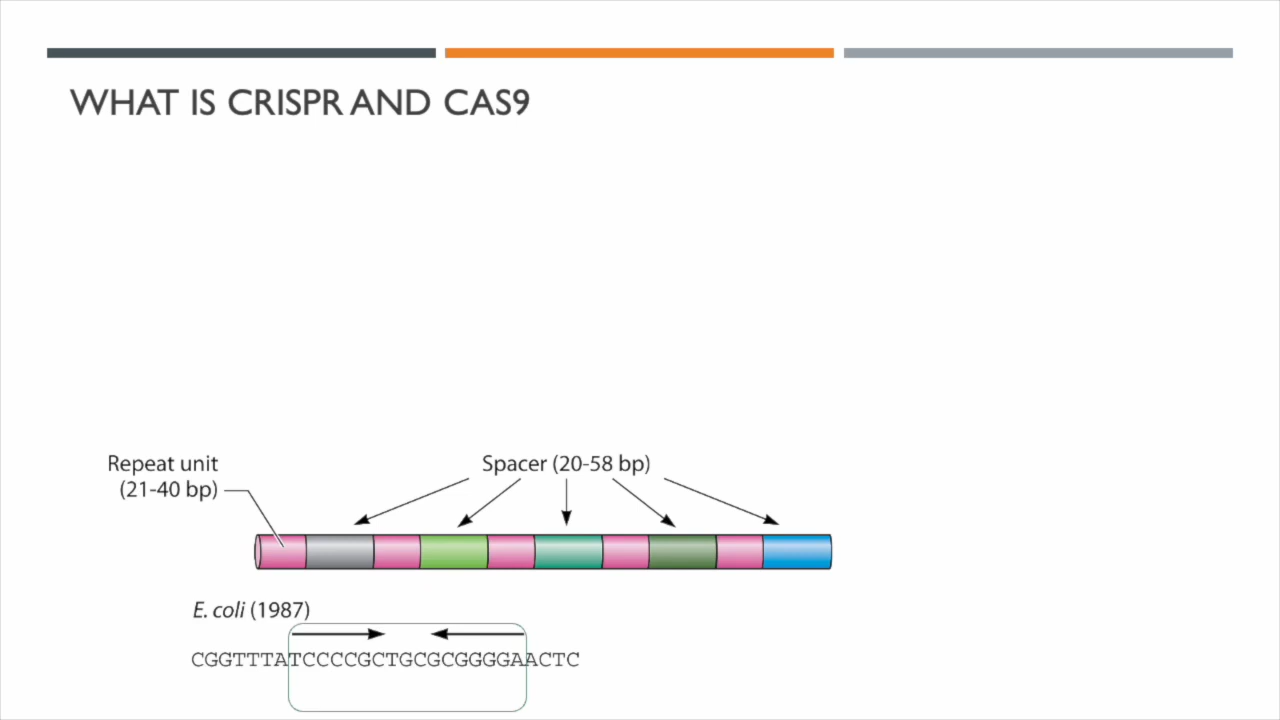 WHAT IS CRISPR AND CAS9
Repeat unit
(21-40 bp)
Spacer (20-58 bp)
E. coli (1987)
CGGTTTATCCCCGCTGCGCGGGGAACTC